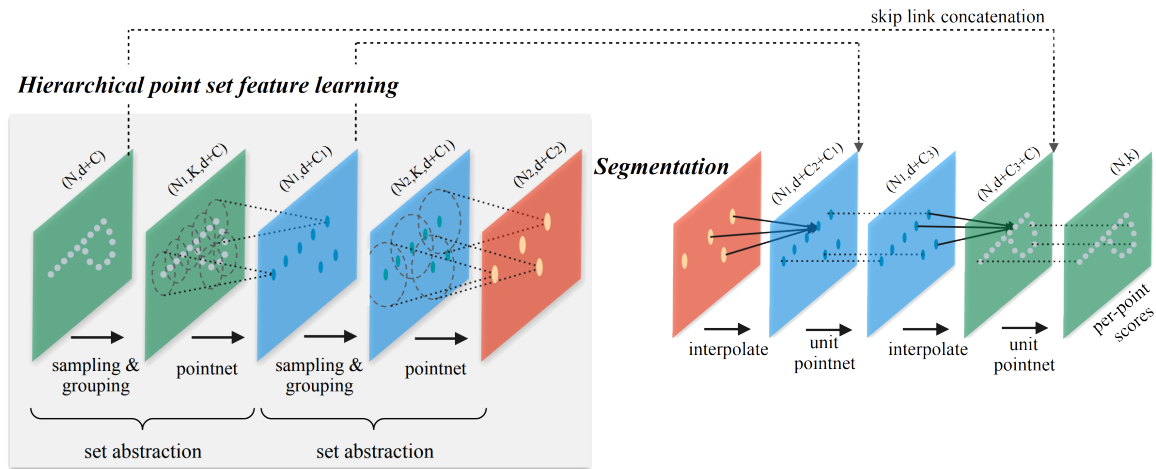 skip link concatenation
Hierarchical point set feature learning
(N,d+C)
(N1,K,d+C)
(N1,d+C1)
(N2,K,d+C1)
(N2,d+C2)
sampling &
grouping
pointnet
sampling &
grouping
pointnet
set abstraction
set abstraction
Segmentation
(N1,d+C2+C1)
(N1,d+C3)
(N,d+C3+C)
(N,k)
interpolate
unit
pointnet
interpolate
unit
pointnet
per-point
scores